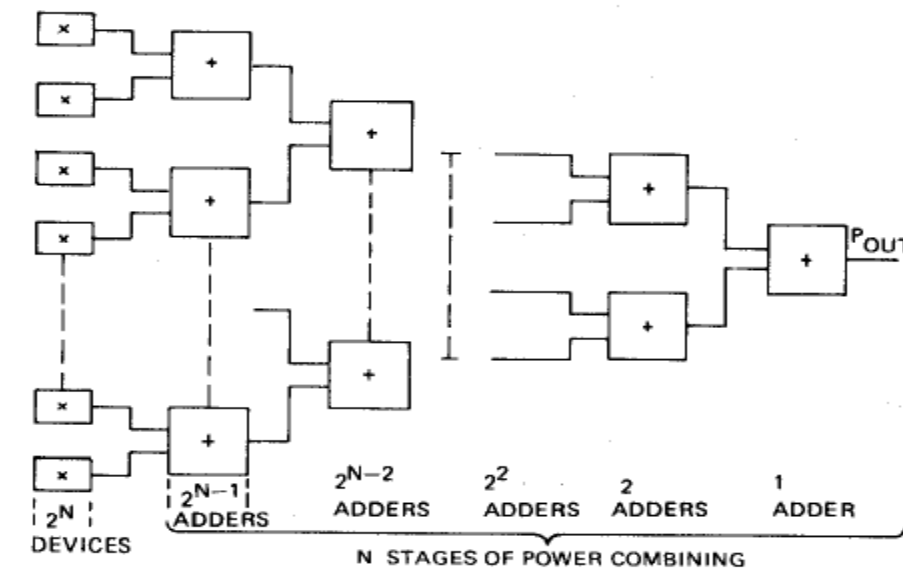 ×
+
×
+
×
+
+
×
+
P_OUT
+
+
×
+
×
2^N DEVICES
2^N–1 ADDERS
2^N–2 ADDERS
2^2 ADDERS
2 ADDERS
1 ADDER
N STAGES OF POWER COMBINING